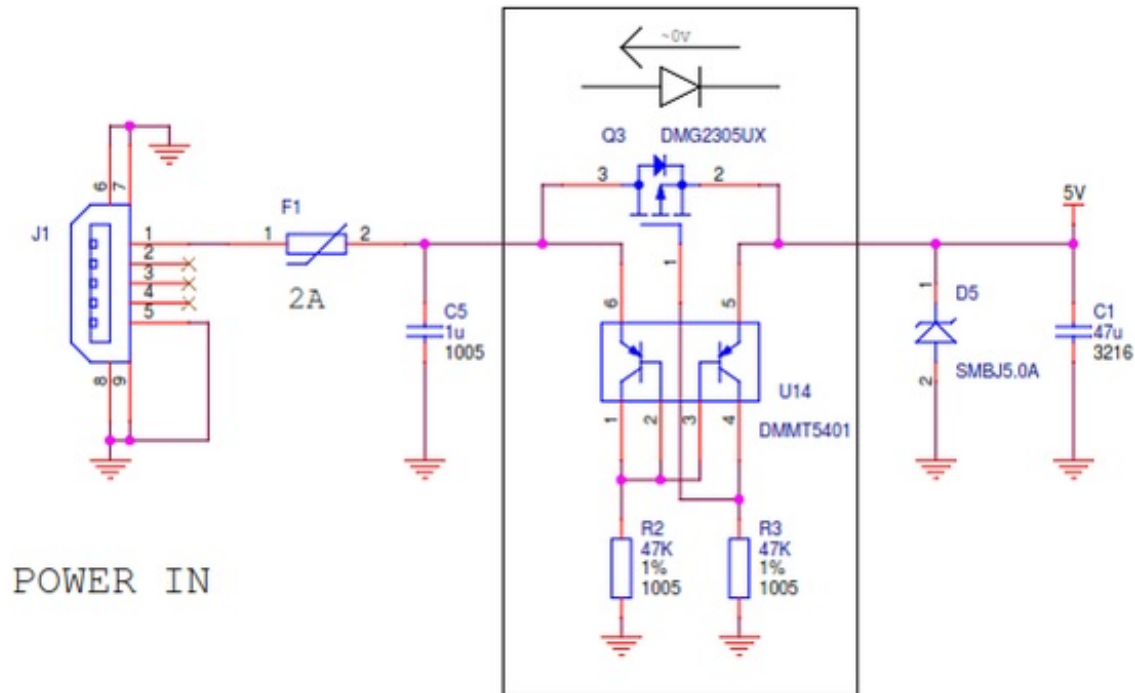 ~0V
Q3 DMG2305UX
3 2
1
6 7
J1
1
2
3
4
5
8 9
F1
1 2
2A
C5
1u
1005
6 5
U14
DMMT5401
1 2 3 4
R2
47K
1%
1005
R3
47K
1%
1005
5V
1
D5
SMBJ5.0A
2
C1
47u
3216
POWER IN